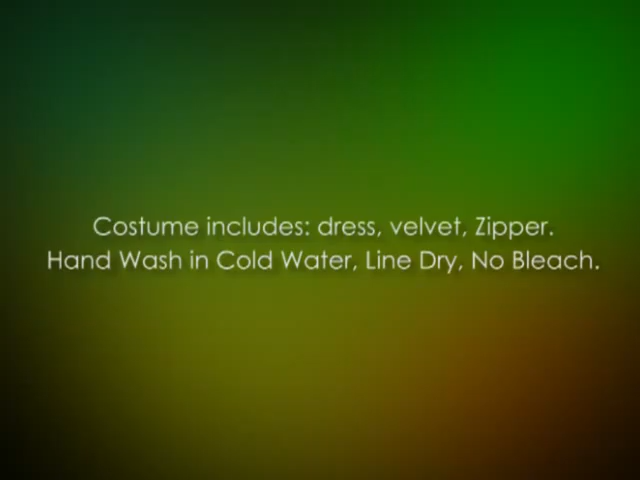 Costume includes: dress, velvet, Zipper.
Hand Wash in Cold Water, Line Dry, No Bleach.